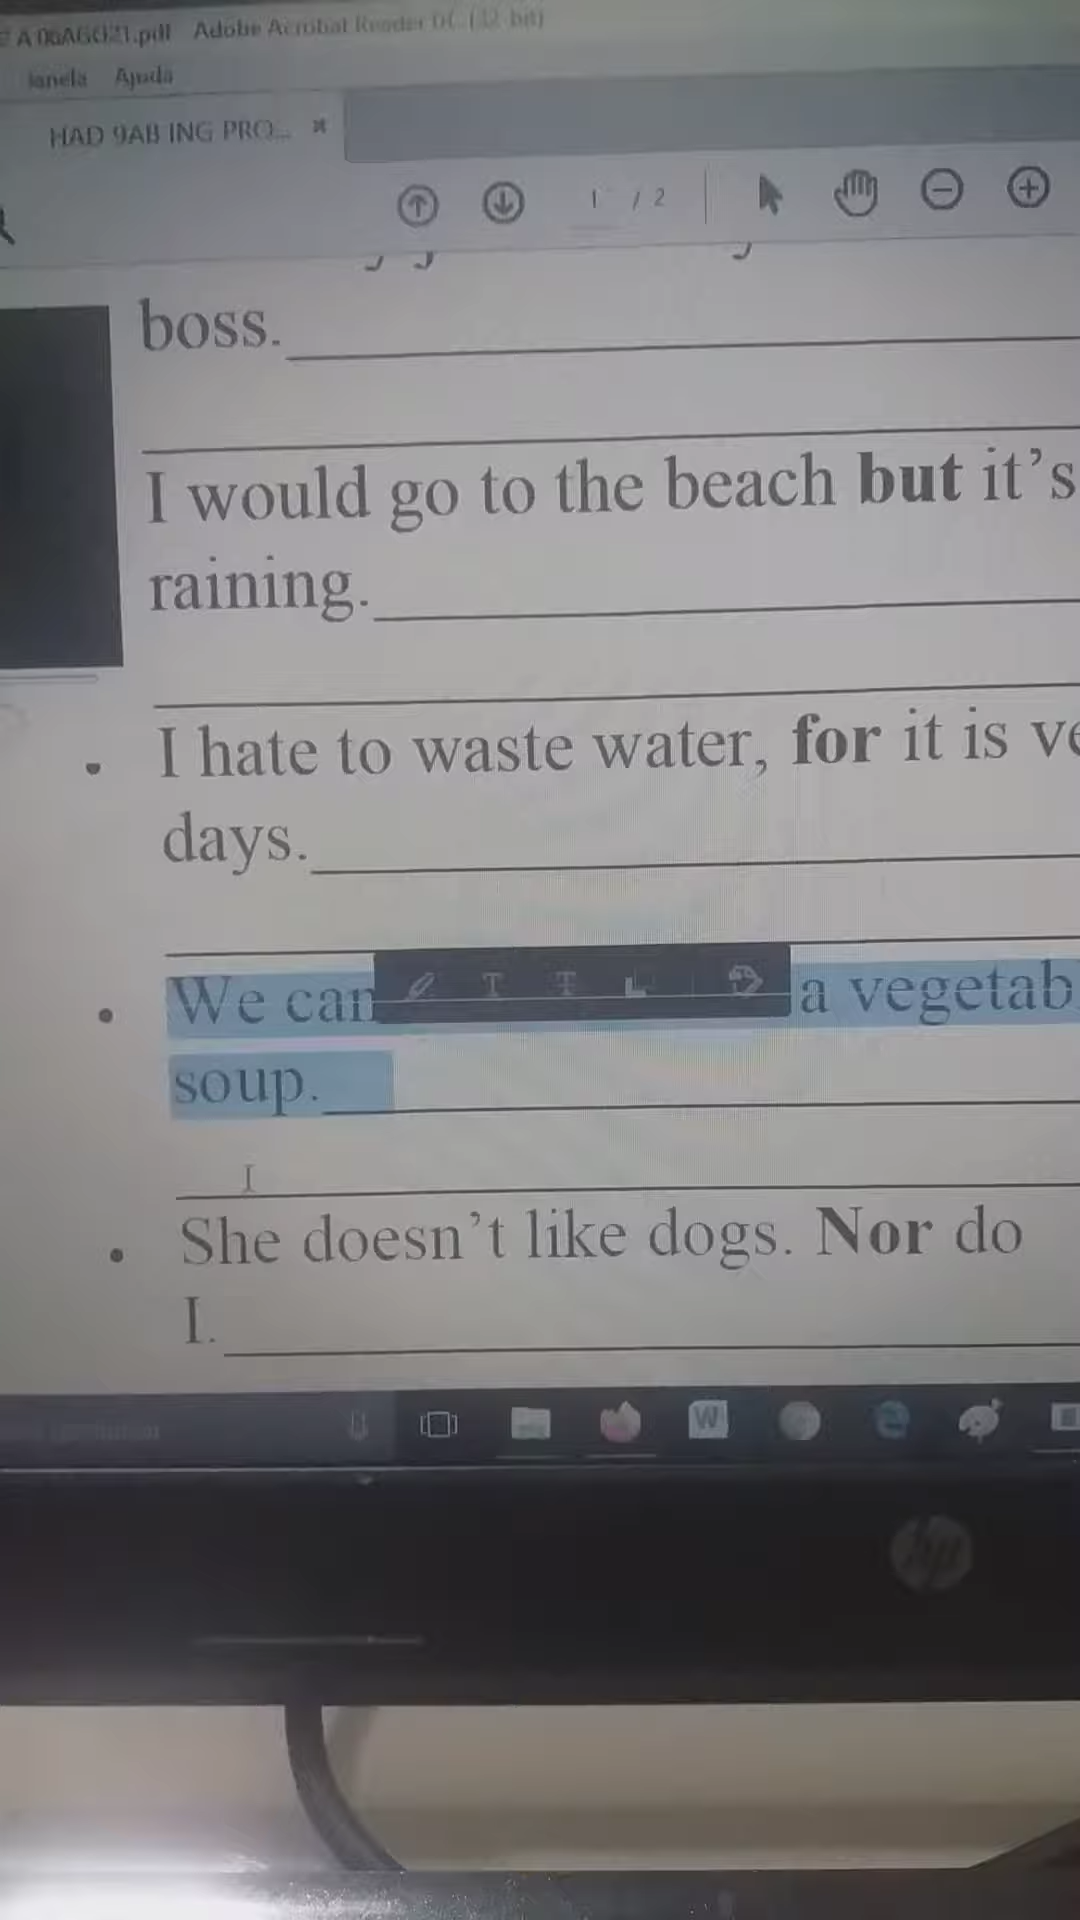 A 06AGO21.pdf Adobe Acrobat Reader DC (32-bit)
Janela Ajuda
HAD 9AB ING PRO...
1 / 2
boss.
I would go to the beach but it's
raining.
I hate to waste water, for it is ve
days.
We can a vegetab
soup.
She doesn't like dogs. Nor do
I.
hp